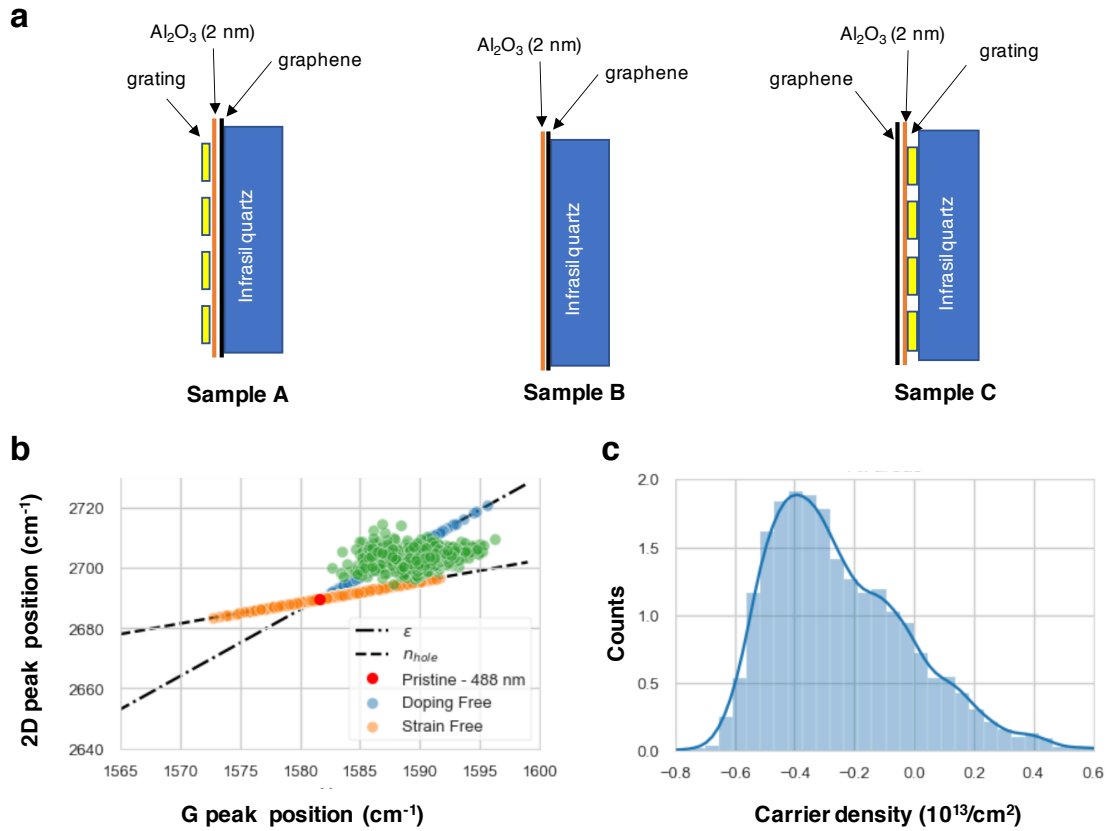 a
Al₂O₃ (2 nm)
graphene
grating
Infrasil quartz
Sample A
Al₂O₃ (2 nm)
graphene
Infrasil quartz
Sample B
Al₂O₃ (2 nm)
graphene
grating
Infrasil quartz
Sample C
b
2D peak position (cm⁻¹)
2720
2700
2680
2660
2640
ε
n_hole
Pristine - 488 nm
Doping Free
Strain Free
1565 1570 1575 1580 1585 1590 1595 1600
G peak position (cm⁻¹)
c
Counts
2.0
1.5
1.0
0.5
0.0
−0.8 −0.6 −0.4 −0.2 0.0 0.2 0.4 0.6
Carrier density (10¹³/cm²)